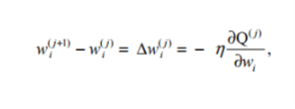 w_i^{(j+1)} − w_i^{(j)} = Δw_i^{(j)} = − η ∂Q^{(j)}/∂w_i,